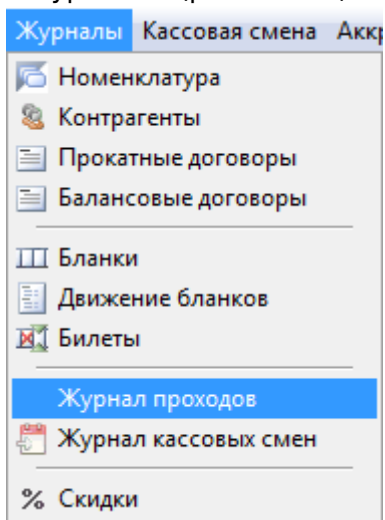 Журналы Кассовая смена
Номенклатура
Контрагенты
Прокатные договоры
Балансовые договоры
Бланки
Движение бланков
Билеты
Журнал проходов
Журнал кассовых смен
% Скидки